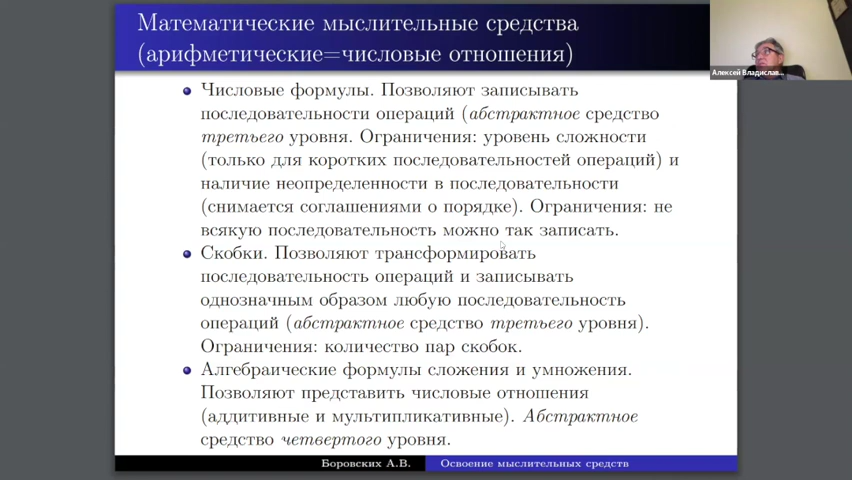 Математические мыслительные средства
(арифметические=числовые отношения)
Алексей Владислав...
Числовые формулы. Позволяют записывать
последовательности операций (абстрактное средство
третьего уровня. Ограничения: уровень сложности
(только для коротких последовательностей операций) и
наличие неопределенности в последовательности
(снимается соглашениями о порядке). Ограничения: не
всякую последовательность можно так записать.
Скобки. Позволяют трансформировать
последовательность операций и записывать
однозначным образом любую последовательность
операций (абстрактное средство третьего уровня).
Ограничения: количество пар скобок.
Алгебраические формулы сложения и умножения.
Позволяют представить числовые отношения
(аддитивные и мультипликативные). Абстрактное
средство четвертого уровня.
Боровских А.В. Освоение мыслительных средств